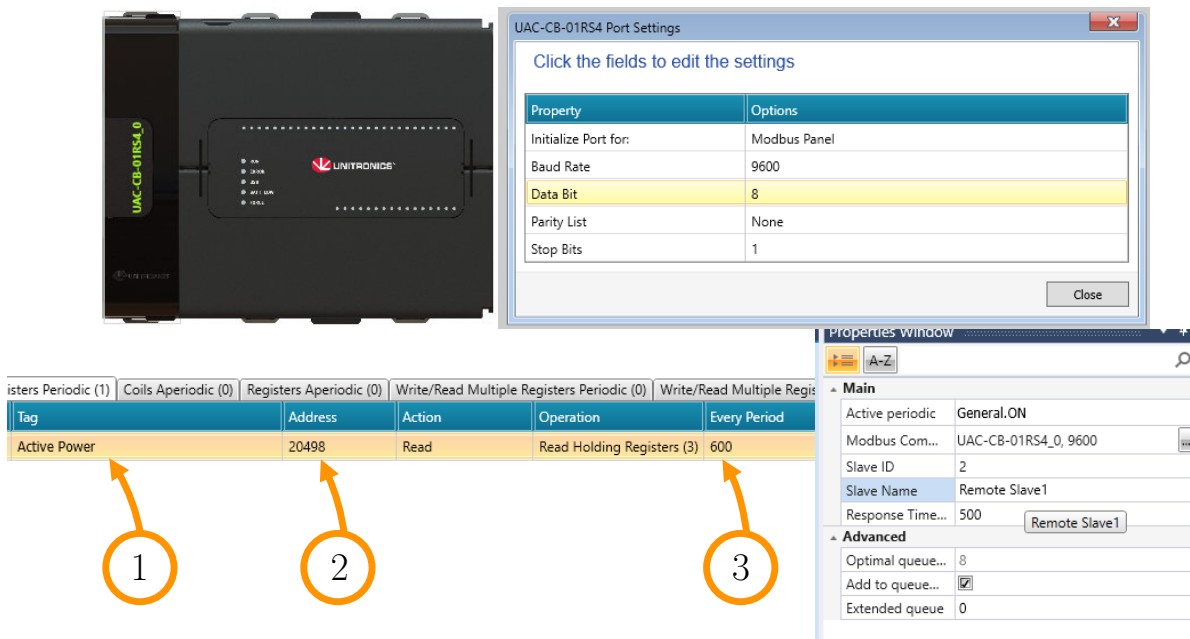 UAC-CB-01RS4_0
UNITRONICS
UAC-CB-01RS4 Port Settings
Click the fields to edit the settings
Property Options
Initialize Port for: Modbus Panel
Baud Rate 9600
Data Bit 8
Parity List None
Stop Bits 1
Close
isters Periodic (1) Coils Aperiodic (0) Registers Aperiodic (0) Write/Read Multiple Registers Periodic (0) Write/Read Multiple Regis
Tag Address Action Operation Every Period
Active Power 20498 Read Read Holding Registers (3) 600
1 2 3
Properties Window
A-Z
Main
Active periodic General.ON
Modbus Com... UAC-CB-01RS4_0, 9600 ...
Slave ID 2
Slave Name Remote Slave1
Response Time... 500
Remote Slave1
Advanced
Optimal queue... 8
Add to queue...
Extended queue 0